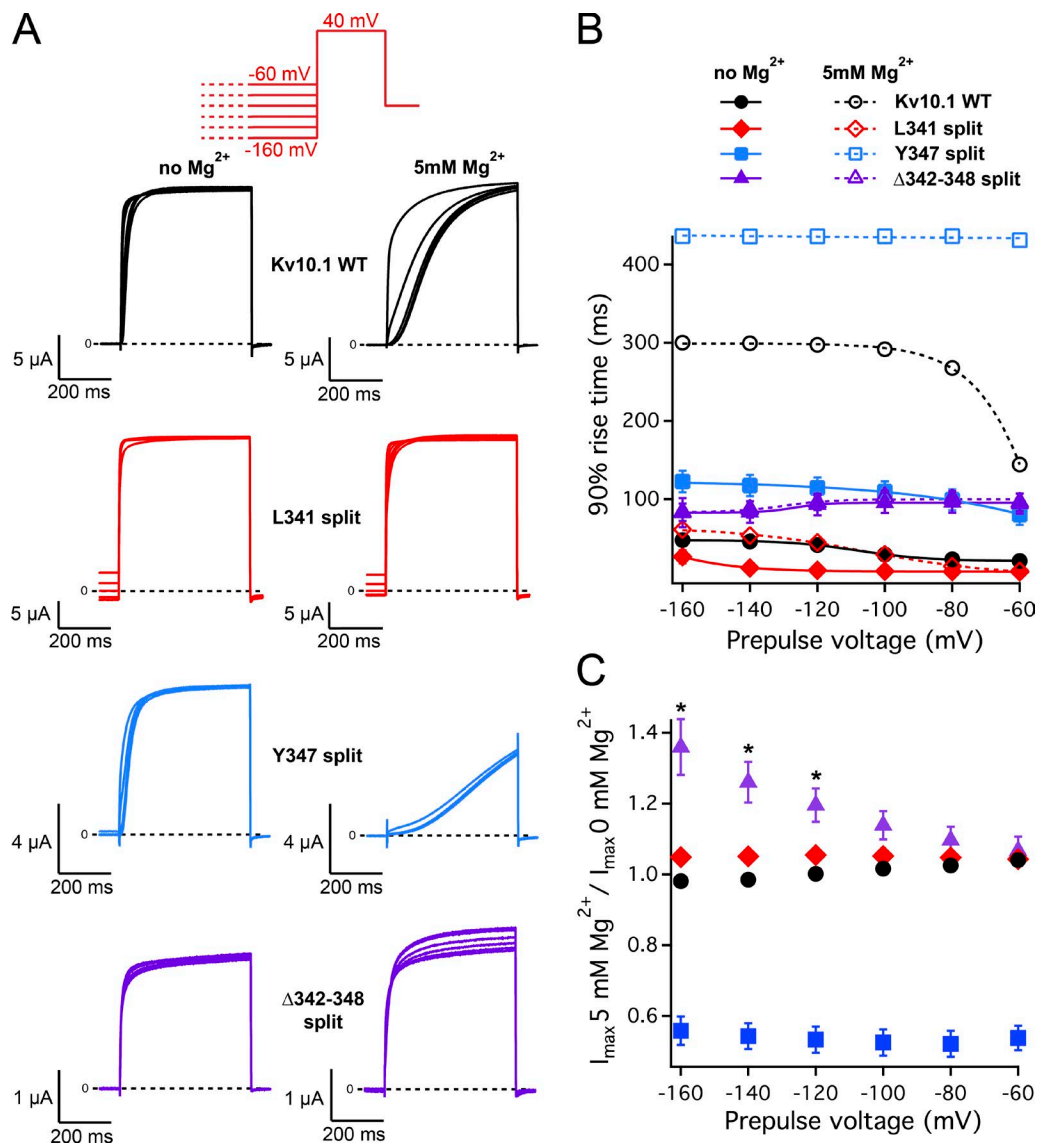 A
40 mV
-60 mV
-160 mV
no Mg2+
5mM Mg2+
0
Kv10.1 WT
5 µA
200 ms
5 µA
200 ms
L341 split
0
0
5 µA
200 ms
5 µA
200 ms
Y347 split
0
0
4 µA
200 ms
4 µA
200 ms
Δ342-348
split
0
0
1 µA
200 ms
1 µA
200 ms
B
no Mg2+ 5mM Mg2+
Kv10.1 WT
L341 split
Y347 split
Δ342-348 split
90% rise time (ms)
400
300
200
100
-160 -140 -120 -100 -80 -60
Prepulse voltage (mV)
C
Imax 5 mM Mg2+ / Imax 0 mM Mg2+
1.4
1.2
1.0
0.8
0.6
* * *
-160 -140 -120 -100 -80 -60
Prepulse voltage (mV)